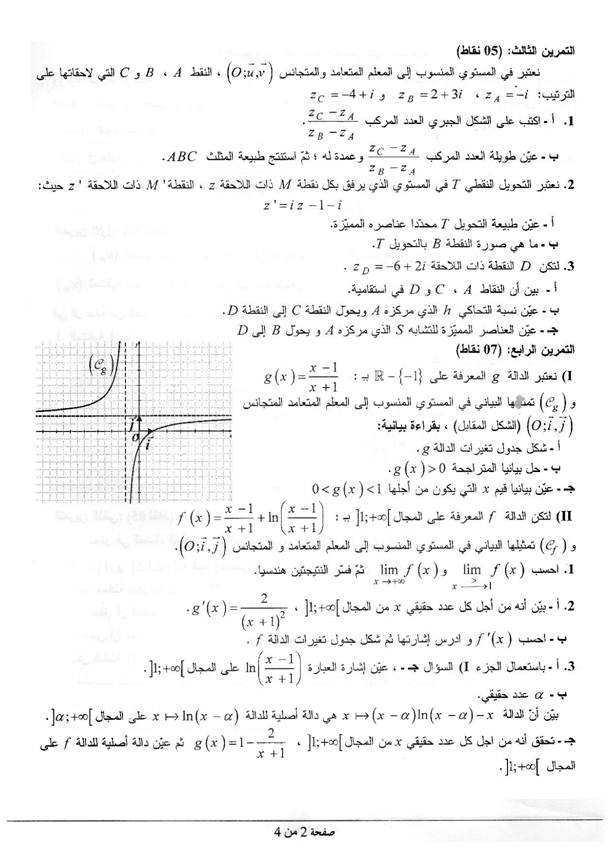 التمرين الثالث: (05 نقاط)
نعتبر في المستوي المنسوب إلى المعلم المتعامد والمتجانس (O;u⃗,v⃗) ، النقط A ، B و C التي لاحقاتها على
الترتيب: z_A = -i ، z_B = 2+3i و z_C = -4+i
1. أ - إكتب على الشكل الجبري العدد المركب (z_C - z_A)/(z_B - z_A).
ب - عيّن طويلة العدد المركب (z_C - z_A)/(z_B - z_A) وعمدة له ؛ ثمّ استنتج طبيعة المثلث ABC.
2. نعتبر التحويل النقطي T في المستوي الذي يرفق بكل نقطة M ذات اللاحقة z ، النقطة M' ذات اللاحقة z' حيث:
z' = iz - 1 - i
أ - عيّن طبيعة التحويل T محددا عناصره المميّزة.
ب - ما هي صورة النقطة B بالتحويل T.
3. لتكن D النقطة ذات اللاحقة z_D = -6+2i .
أ - بين أن النقاط A ، C و D في استقامية.
ب - عيّن نسبة التحاكي h الذي مركزه A ويحوّل النقطة C إلى النقطة D.
جـ - عيّن العناصر المميّزة للتشابه S الذي مركزه A و يحول B إلى D
التمرين الرابع: (07 نقاط)
I) نعتبر الدالة g المعرفة على ℝ-{-1} بـ: g(x) = (x-1)/(x+1)
و (C_g) تمثيلها البياني في المستوي المنسوب إلى المعلم المتعامد المتجانس
(O;i⃗,j⃗) (الشكل المقابل) ، بقراءة بيانية:
أ - شكل جدول تغيرات الدالة g.
ب - حل بيانيا المتراجحة g(x)>0 .
جـ - عيّن بيانيا قيم x التي يكون من أجلها 0<g(x)<1
(C_g)
j⃗
O
i⃗
II) لتكن الدالة f المعرفة على المجال ]1;+∞[ بـ: f(x) = (x-1)/(x+1) + ln((x-1)/(x+1))
و (C_f) تمثيلها البياني في المستوي المنسوب إلى المعلم المتعامد و المتجانس (O;i⃗,j⃗).
1. احسب lim_{x→^{>}1} f(x) و lim_{x→+∞} f(x) ثمّ فسّر النتيجتين هندسيا.
2. أ - بيّن أنه من أجل كل عدد حقيقي x من المجال ]1;+∞[ ، g'(x) = 2/(x+1)² .
ب - احسب f'(x) و ادرس إشارتها ثم شكل جدول تغيرات الدالة f .
3. أ - باستعمال الجزء I) السؤال جـ - ، عيّن إشارة العبارة ln((x-1)/(x+1)) على المجال ]1;+∞[ .
ب - α عدد حقيقي.
بيّن أنّ الدالة x ↦ (x-α)ln(x-α)-x هي دالة أصلية للدالة x ↦ ln(x-α) على المجال ]α;+∞[ .
جـ - تحقق أنه من اجل كل عدد حقيقي x من المجال ]1;+∞[ ، g(x) = 1 - 2/(x+1) ثم عيّن دالة أصلية للدالة f على
المجال ]1;+∞[ .
صفحة 2 من 4